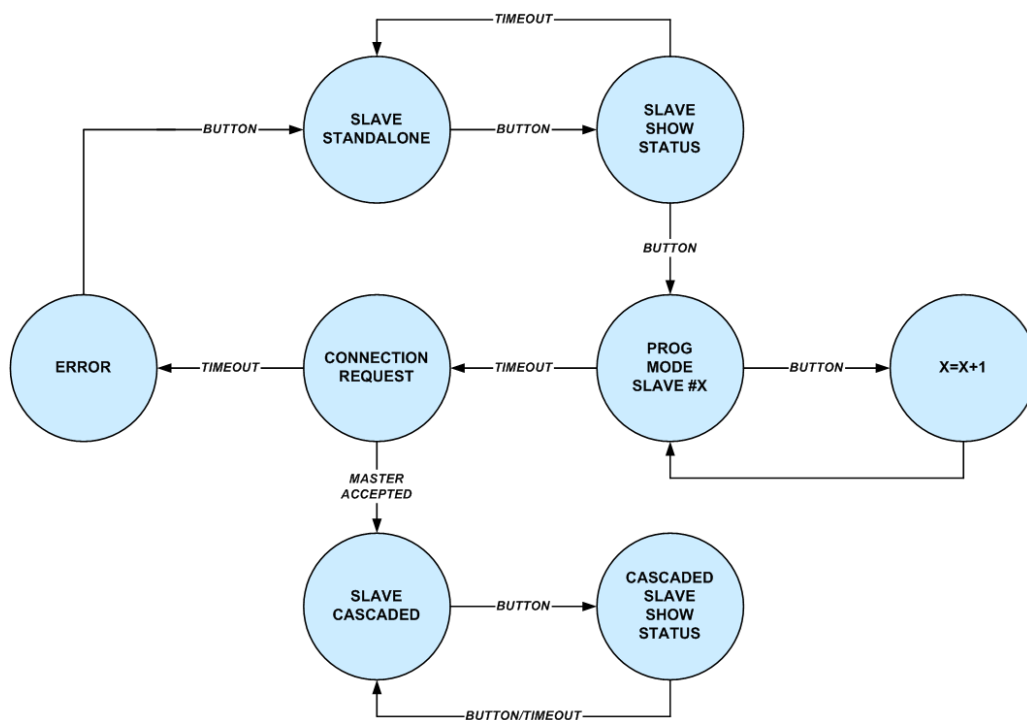 TIMEOUT
SLAVE
STANDALONE
BUTTON
SLAVE
SHOW
STATUS
BUTTON
BUTTON
ERROR
TIMEOUT
CONNECTION
REQUEST
TIMEOUT
PROG
MODE
SLAVE #X
BUTTON
X=X+1
MASTER
ACCEPTED
SLAVE
CASCADED
BUTTON
CASCADED
SLAVE
SHOW
STATUS
BUTTON/TIMEOUT